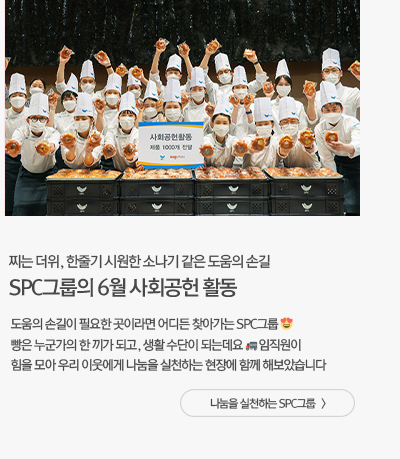 사회공헌활동
제품 1000개 전달
찌는 더위, 한줄기 시원한 소나기 같은 도움의 손길
SPC그룹의 6월 사회공헌 활동
도움의 손길이 필요한 곳이라면 어디든 찾아가는 SPC그룹 😍
빵은 누군가의 한 끼가 되고, 생활 수단이 되는데요 🚛 임직원이
힘을 모아 우리 이웃에게 나눔을 실천하는 현장에 함께 해보았습니다
나눔을 실천하는 SPC그룹 〉